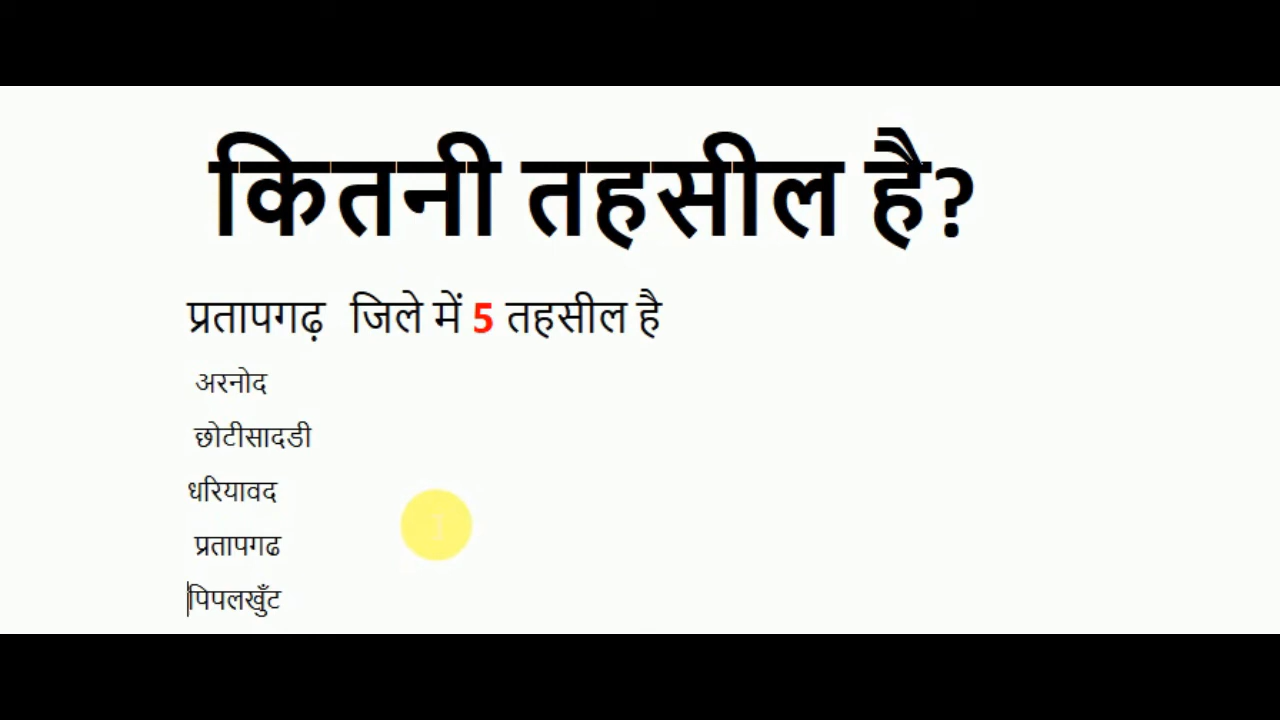 कितनी तहसील है?
प्रतापगढ़ जिले में 5 तहसील है
अरनोद
छोटीसादडी
धरियावद
प्रतापगढ
पिपलखुँट